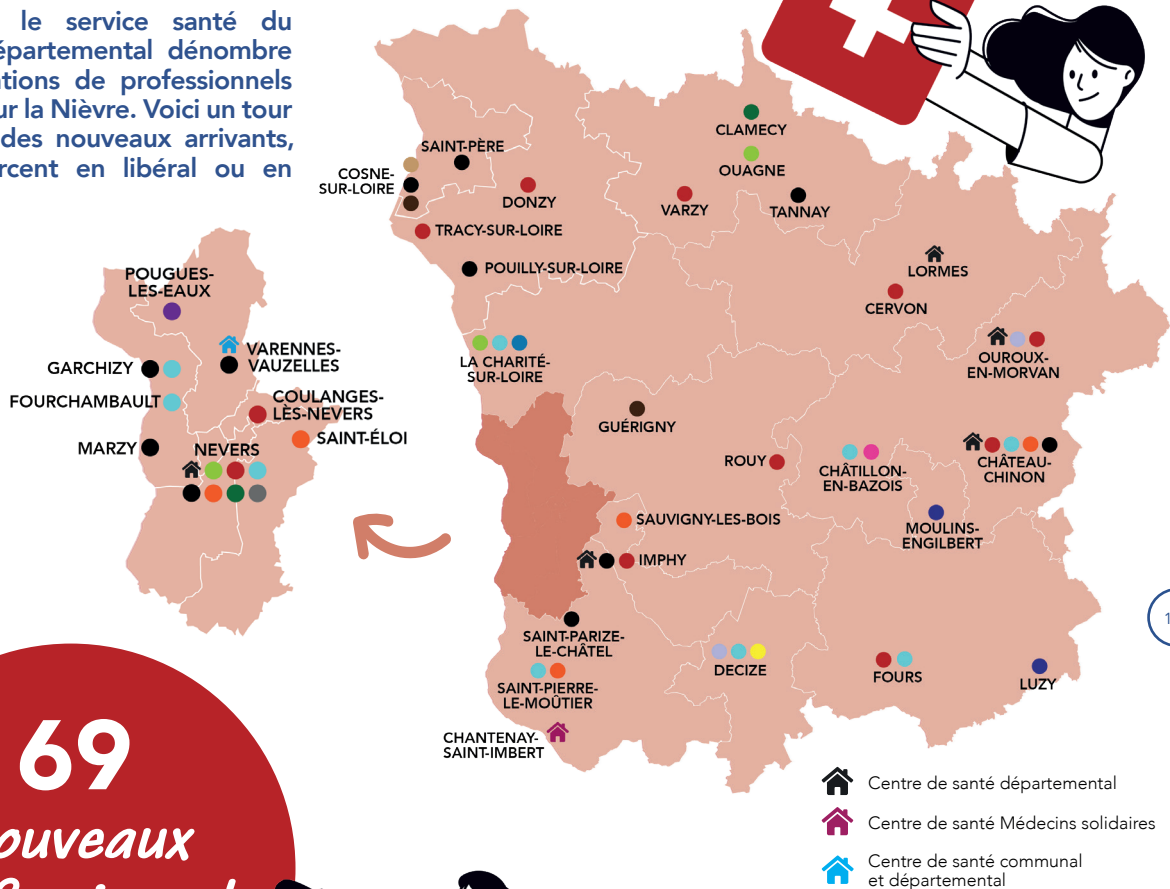 le service santé du
dénombre
de professionnels
la Nièvre. Voici un tour
des nouveaux arrivants,
en libéral ou en
SAINT-PÈRE
COSNE-
SUR-LOIRE
DONZY
TRACY-SUR-LOIRE
POUILLY-SUR-LOIRE
CLAMECY
OUAGNE
VARZY
TANNAY
LORMES
CERVON
OUROUX-
EN-MORVAN
LA CHARITÉ-
SUR-LOIRE
GUÉRIGNY
ROUY
CHÂTILLON-
EN-BAZOIS
CHÂTEAU-
CHINON
MOULINS-
ENGILBERT
SAUVIGNY-LES-BOIS
IMPHY
SAINT-PARIZE-
LE-CHÂTEL
SAINT-PIERRE-
LE-MOÛTIER
DECIZE
FOURS
LUZY
CHANTENAY-
SAINT-IMBERT
POUGUES-
LES-EAUX
GARCHIZY
VARENNES-
VAUZELLES
FOURCHAMBAULT
COULANGES-
LÈS-NEVERS
MARZY
NEVERS
SAINT-ÉLOI
69
Centre de santé départemental
Centre de santé Médecins solidaires
Centre de santé communal
et départemental